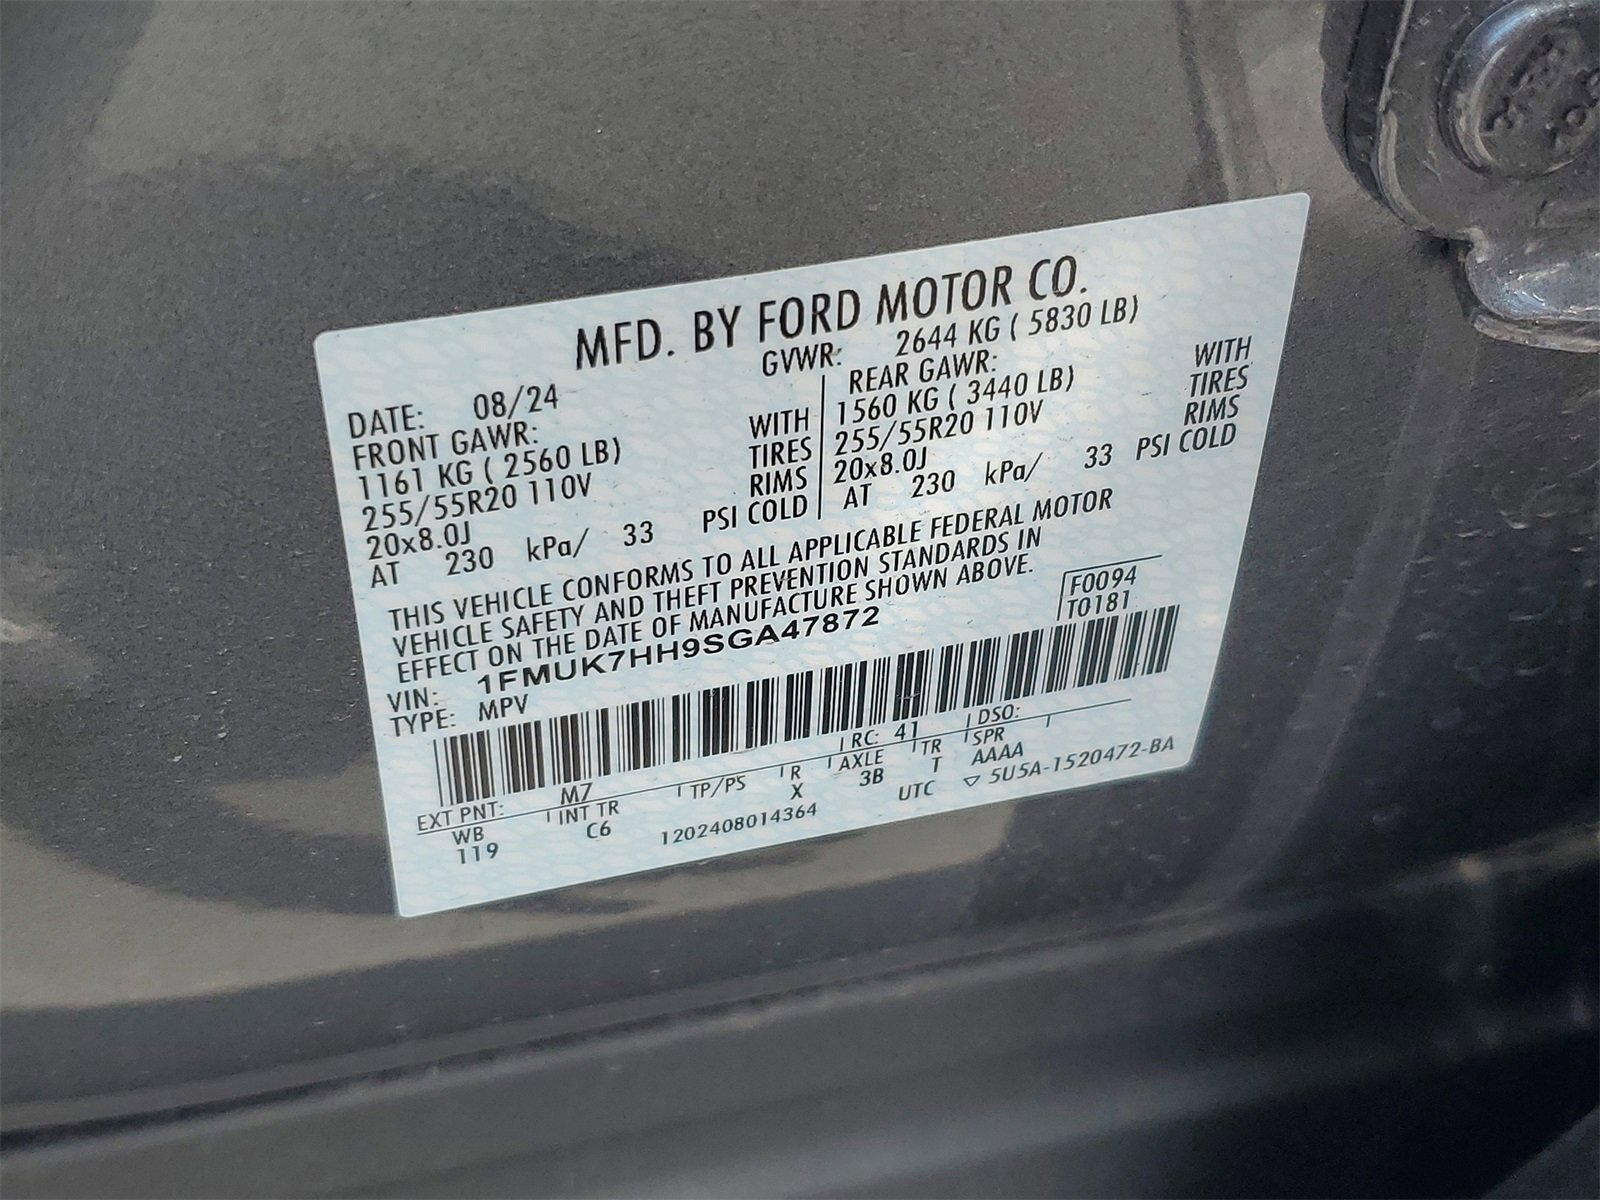 MFD. BY FORD MOTOR CO.
DATE: 08/24 GVWR: 2644 KG ( 5830 LB)
FRONT GAWR: REAR GAWR:
1161 KG ( 2560 LB) WITH 1560 KG ( 3440 LB) WITH
255/55R20 110V TIRES 255/55R20 110V TIRES
20x8.0J RIMS 20x8.0J RIMS
AT 230 kPa/ 33 PSI COLD AT 230 kPa/ 33 PSI COLD
THIS VEHICLE CONFORMS TO ALL APPLICABLE FEDERAL MOTOR
VEHICLE SAFETY AND THEFT PREVENTION STANDARDS IN
EFFECT ON THE DATE OF MANUFACTURE SHOWN ABOVE.
F0094
VIN: 1FMUK7HH9SGA47872 T0181
TYPE: MPV
EXT PNT: M7 RC: 41 DSO:
WB INT TR TP/PS R AXLE TR SPR
119 C6 X 3B T AAAA
1202408014364 UTC ▽ 5U5A-1520472-BA